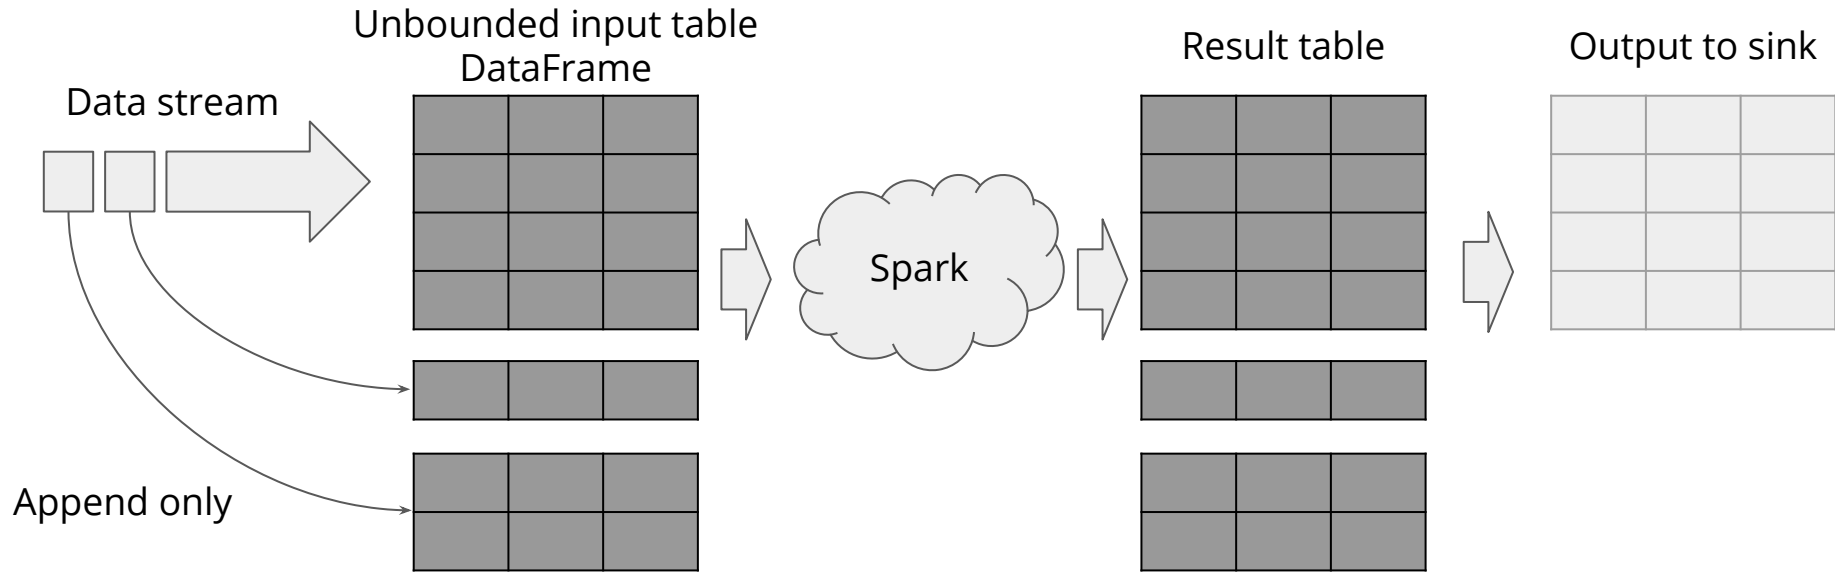 Unbounded input table
DataFrame
Result table
Output to sink
Data stream
Spark
Append only